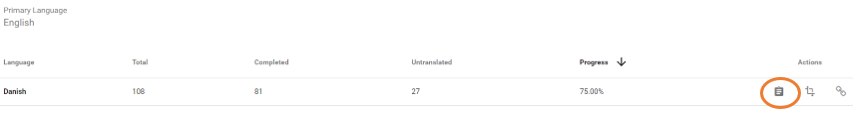 Primary Language
English
Language Total Completed Untranslated Progress Actions
Danish 108 81 27 75.00%